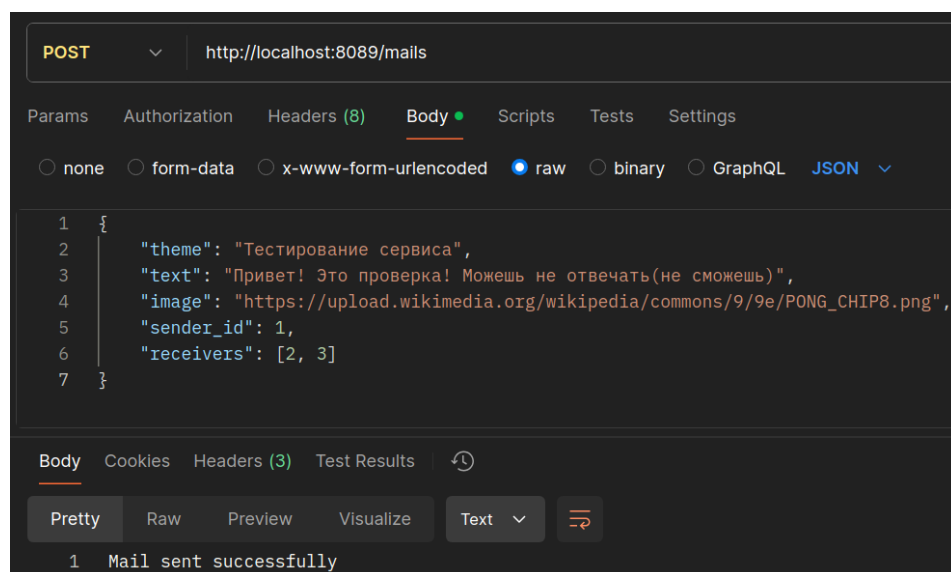 POST http://localhost:8089/mails
Params Authorization Headers (8) Body Scripts Tests Settings
none form-data x-www-form-urlencoded raw binary GraphQL JSON
1 {
2 "theme": "Тестирование сервиса",
3 "text": "Привет! Это проверка! Можешь не отвечать(не сможешь)",
4 "image": "https://upload.wikimedia.org/wikipedia/commons/9/9e/PONG_CHIP8.png",
5 "sender_id": 1,
6 "receivers": [2, 3]
7 }
Body Cookies Headers (3) Test Results
Pretty Raw Preview Visualize Text
1 Mail sent successfully